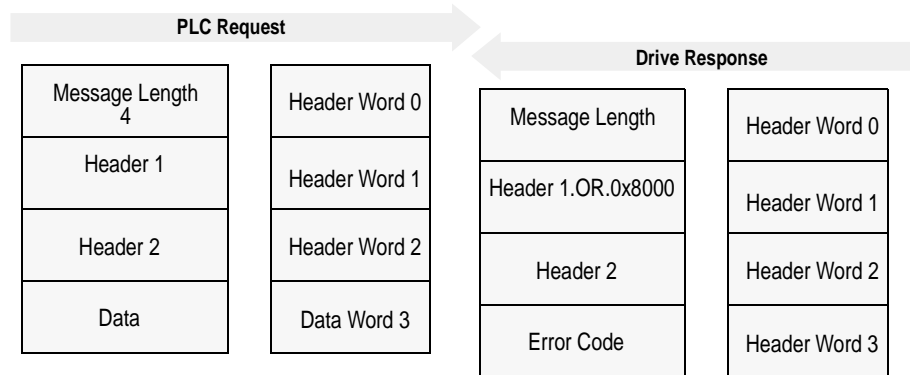 PLC Request
Message Length
4
Header 1
Header 2
Data
Header Word 0
Header Word 1
Header Word 2
Data Word 3
Drive Response
Message Length
Header 1.OR.0x8000
Header 2
Error Code
Header Word 0
Header Word 1
Header Word 2
Header Word 3